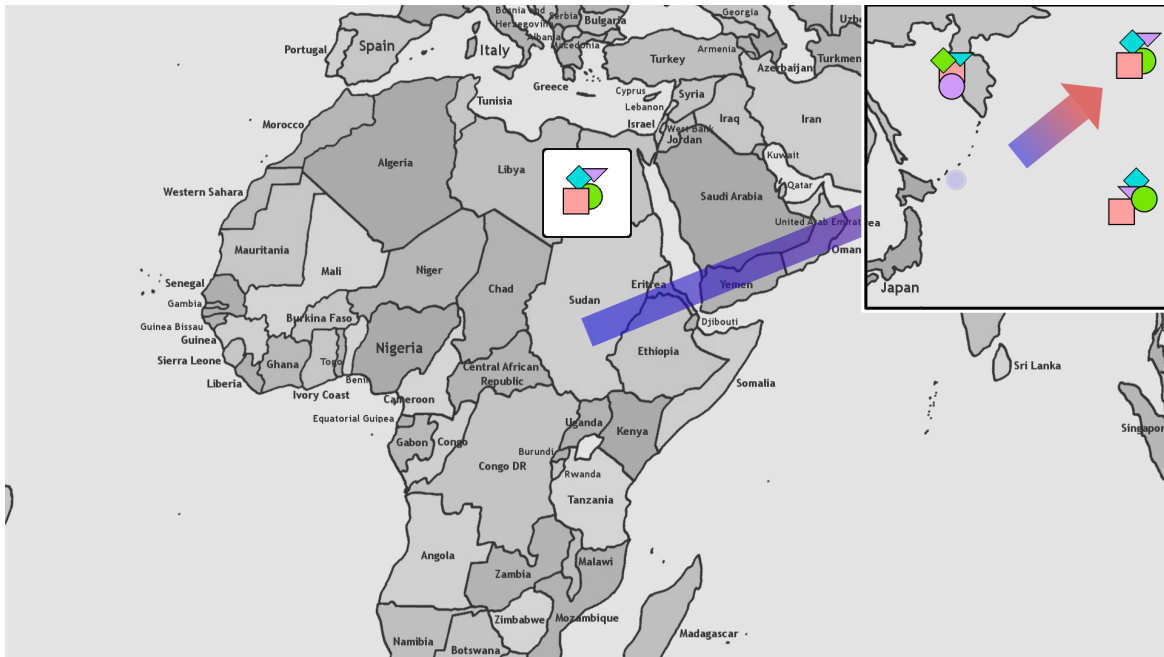 Bosnia and
Herzegovina
Serbia
Bulgaria
Georgia
Uzb
Portugal
Spain
Italy
Albania
Macedonia
Armenia
Turkey
Azerbaijan
Turkmen
Greece
Cyprus
Syria
Tunisia
Lebanon
Israel
Iraq
Iran
Morocco
West Bank
Jordan
Kuwait
Algeria
Libya
Western Sahara
Saudi Arabia
Qatar
United Arab Emirat
ea
Mauritania
Oman
Mali
Niger
Senegal
Chad
Eritrea
Yemen
Japan
Gambia
Sudan
Burkina Faso
Djibouti
Guinea Bissau
Guinea
Nigeria
Ethiopia
Sierra Leone
Ghana
Togo
Central African
Republic
Sri Lanka
Liberia
Benin
Somalia
Ivory Coast
Cameroon
Equatorial Guinea
Uganda
Kenya
Singapor
Gabon
Congo
Burundi
Congo DR
Rwanda
Tanzania
Angola
Malawi
Zambia
Zimbabwe
Mozambique
Madagascar
Namibia
Botswana